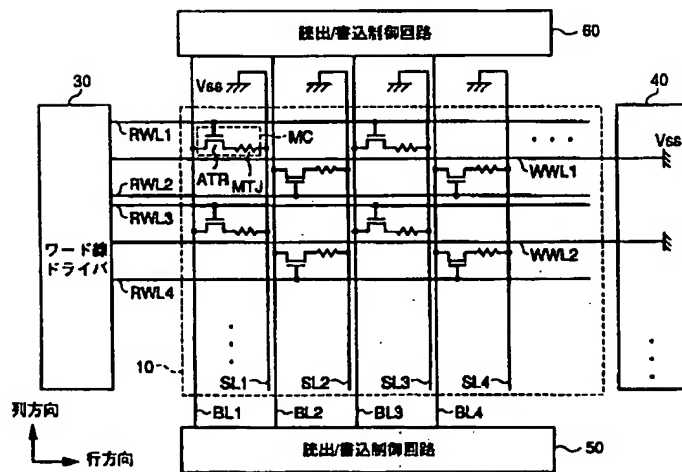 読出/書込制御回路
60
30
40
Vss
Vss
RWL1
MC
. . .
ATR
MTJ
WWL1
RWL2
RWL3
ワード線
ドライバ
WWL2
RWL4
10
SL1
SL2
SL3
SL4
列方向
BL1
BL2
BL3
BL4
行方向
読出/書込制御回路
50